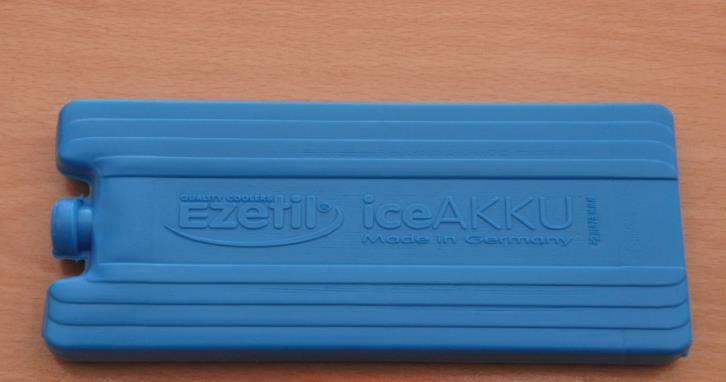 QUALITY COOLERS
EZetil®
iceAKKU
Made in Germany